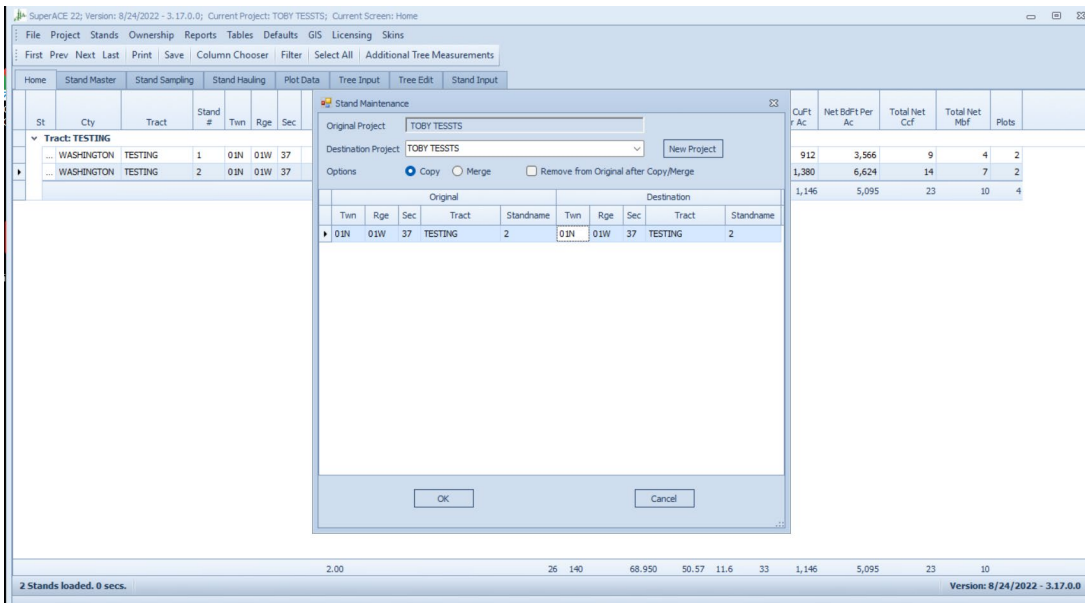 SuperACE 22; Version: 8/24/2022 - 3.17.0.0; Current Project: TOBY TESSTS; Current Screen: Home
File Project Stands Ownership Reports Tables Defaults GIS Licensing Skins
First Prev Next Last Print Save Column Chooser Filter Select All Additional Tree Measurements
Home Stand Master Stand Sampling Stand Hauling Plot Data Tree Input Tree Edit Stand Input
St Cty Tract Stand # Twn Rge Sec CuFt r Ac Net BdFt Per Ac Total Net Ccf Total Net Mbf Plots
Tract: TESTING
... WASHINGTON TESTING 1 01N 01W 37 912 3,566 9 4 2
... WASHINGTON TESTING 2 01N 01W 37 1,380 6,624 14 7 2
1,146 5,095 23 10 4
Stand Maintenance
Original Project TOBY TESSTS
Destination Project TOBY TESSTS New Project
Options Copy Merge Remove from Original after Copy/Merge
Original Destination
Twn Rge Sec Tract Standname Twn Rge Sec Tract Standname
01N 01W 37 TESTING 2 01N 01W 37 TESTING 2
OK Cancel
2.00 26 140 68.950 50.57 11.6 33 1,146 5,095 23 10
2 Stands loaded. 0 secs. Version: 8/24/2022 - 3.17.0.0